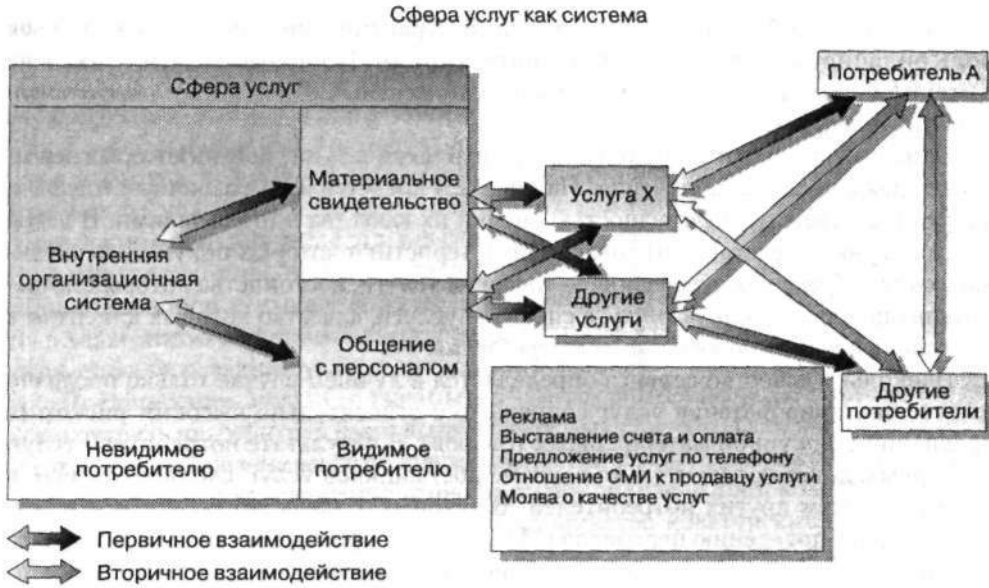 Сфера услуг как система
Сфера услуг
Внутренняя
организационная
система
Материальное
свидетельство
Общение
с персоналом
Невидимое
потребителю
Видимое
потребителю
Услуга X
Другие
услуги
Потребитель А
Другие
потребители
Реклама
Выставление счета и оплата
Предложение услуг по телефону
Отношение СМИ к продавцу услуги
Молва о качестве услуг
Первичное взаимодействие
Вторичное взаимодействие